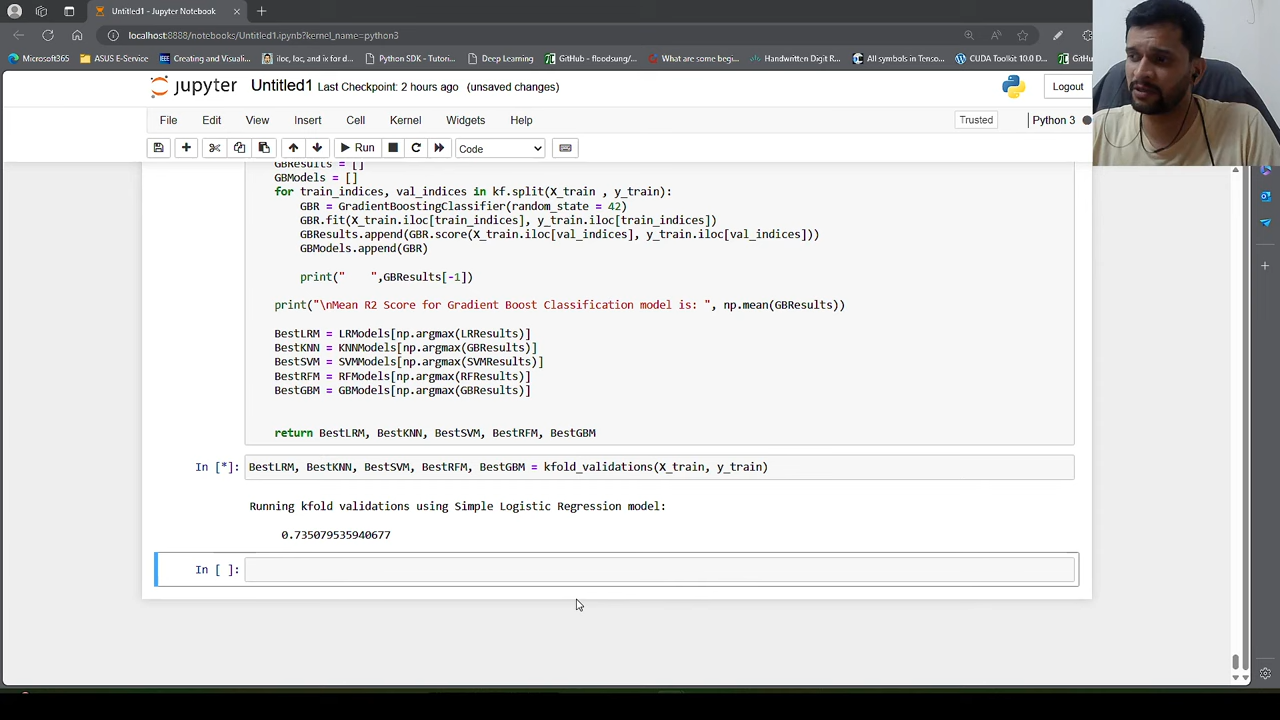 Untitled1 - Jupyter Notebook
localhost:8888/notebooks/Untitled1.ipynb?kernel_name=python3
Microsoft365
ASUS E-Service
Creating and Visuali...
iloc, loc, and ix for d...
Python SDK - Tutori...
Deep Learning
GitHub - floodsung/...
What are some begi...
Handwritten Digit R...
All symbols in Tenso...
CUDA Toolkit 10.0 D...
GitHu
jupyter Untitled1 Last Checkpoint: 2 hours ago (unsaved changes)
Logout
File Edit View Insert Cell Kernel Widgets Help
Trusted
Python 3
Run
Code
GBResults = []
GBModels = []
for train_indices, val_indices in kf.split(X_train , y_train):
GBR = GradientBoostingClassifier(random_state = 42)
GBR.fit(X_train.iloc[train_indices], y_train.iloc[train_indices])
GBResults.append(GBR.score(X_train.iloc[val_indices], y_train.iloc[val_indices]))
GBModels.append(GBR)
print("    ",GBResults[-1])
print("\nMean R2 Score for Gradient Boost Classification model is: ", np.mean(GBResults))
BestLRM = LRModels[np.argmax(LRResults)]
BestKNN = KNNModels[np.argmax(GBResults)]
BestSVM = SVMModels[np.argmax(SVMResults)]
BestRFM = RFModels[np.argmax(RFResults)]
BestGBM = GBModels[np.argmax(GBResults)]
return BestLRM, BestKNN, BestSVM, BestRFM, BestGBM
In [*]: BestLRM, BestKNN, BestSVM, BestRFM, BestGBM = kfold_validations(X_train, y_train)
Running kfold validations using Simple Logistic Regression model:
0.735079535940677
In [ ]: